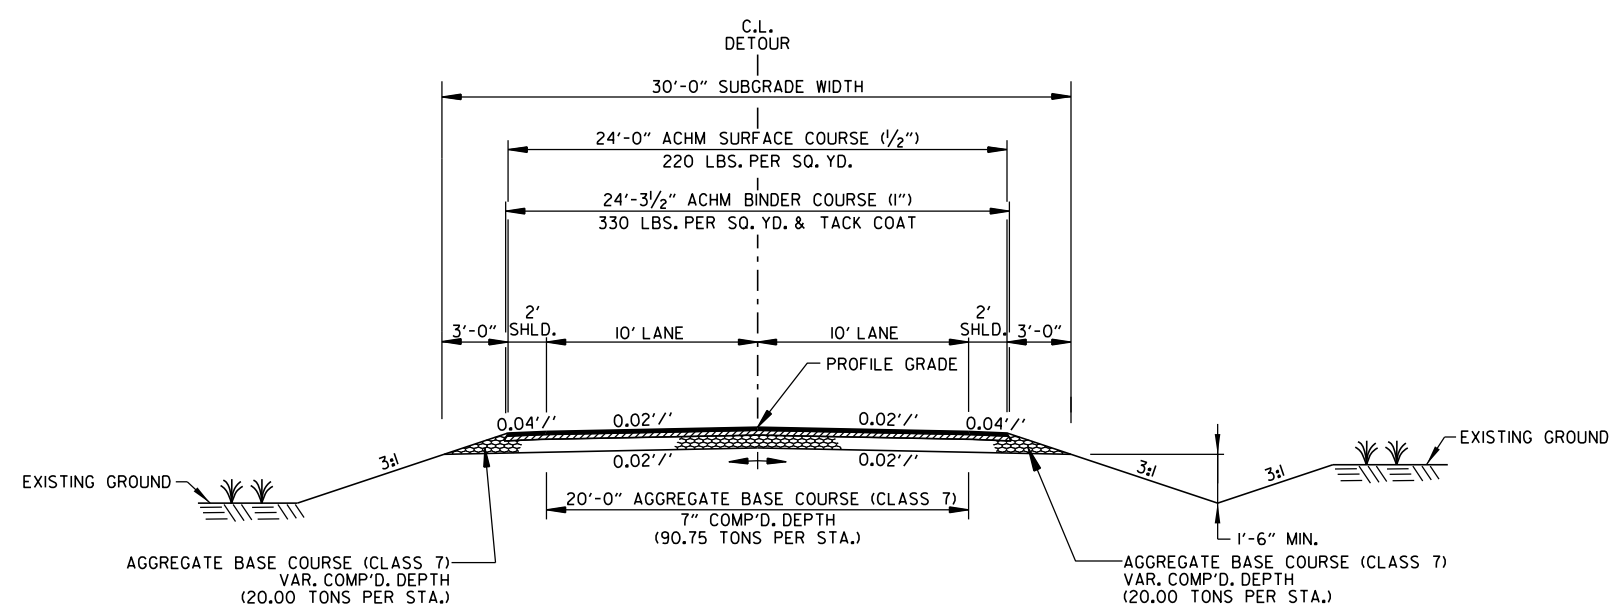 C.L.
DETOUR
30'-0" SUBGRADE WIDTH
24'-0" ACHM SURFACE COURSE (1/2")
220 LBS. PER SQ. YD.
24'-3 1/2" ACHM BINDER COURSE (1")
330 LBS. PER SQ. YD. & TACK COAT
3'-0"
2'
SHLD.
10' LANE
10' LANE
2'
SHLD.
3'-0"
PROFILE GRADE
0.04'/'
0.02'/'
0.02'/'
0.04'/'
EXISTING GROUND
3:1
0.02'/'
0.02'/'
3:1
3:1
EXISTING GROUND
20'-0" AGGREGATE BASE COURSE (CLASS 7)
7" COMP'D. DEPTH
(90.75 TONS PER STA.)
1'-6" MIN.
AGGREGATE BASE COURSE (CLASS 7)
VAR. COMP'D. DEPTH
(20.00 TONS PER STA.)
AGGREGATE BASE COURSE (CLASS 7)
VAR. COMP'D. DEPTH
(20.00 TONS PER STA.)